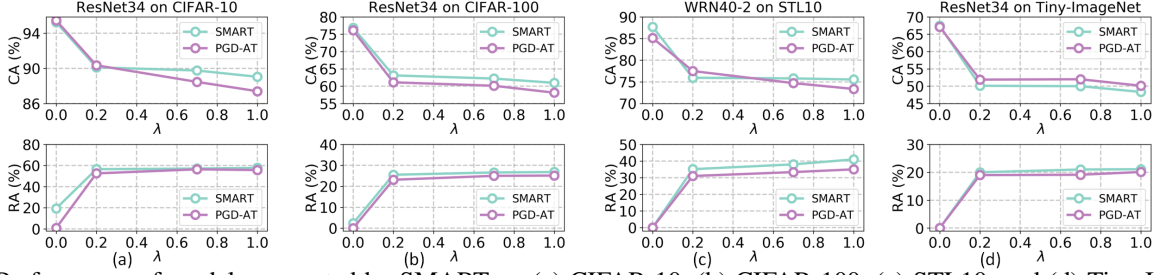 ResNet34 on CIFAR-10
CA (%)
94
90
86
0.0 0.2 0.4 0.6 0.8 1.0
λ
SMART
PGD-AT
RA (%)
80
60
40
20
0
0.0 0.2 0.4 0.6 0.8 1.0
λ
SMART
PGD-AT
(a)
ResNet34 on CIFAR-100
CA (%)
80
75
70
65
60
55
0.0 0.2 0.4 0.6 0.8 1.0
λ
SMART
PGD-AT
RA (%)
40
30
20
10
0
0.0 0.2 0.4 0.6 0.8 1.0
λ
SMART
PGD-AT
(b)
WRN40-2 on STL10
CA (%)
90
85
80
75
70
0.0 0.2 0.4 0.6 0.8 1.0
λ
SMART
PGD-AT
RA (%)
50
40
30
20
10
0
0.0 0.2 0.4 0.6 0.8 1.0
λ
SMART
PGD-AT
(c)
ResNet34 on Tiny-ImageNet
CA (%)
70
65
60
55
50
45
0.0 0.2 0.4 0.6 0.8 1.0
λ
SMART
PGD-AT
RA (%)
30
20
10
0
0.0 0.2 0.4 0.6 0.8 1.0
λ
SMART
PGD-AT
(d)